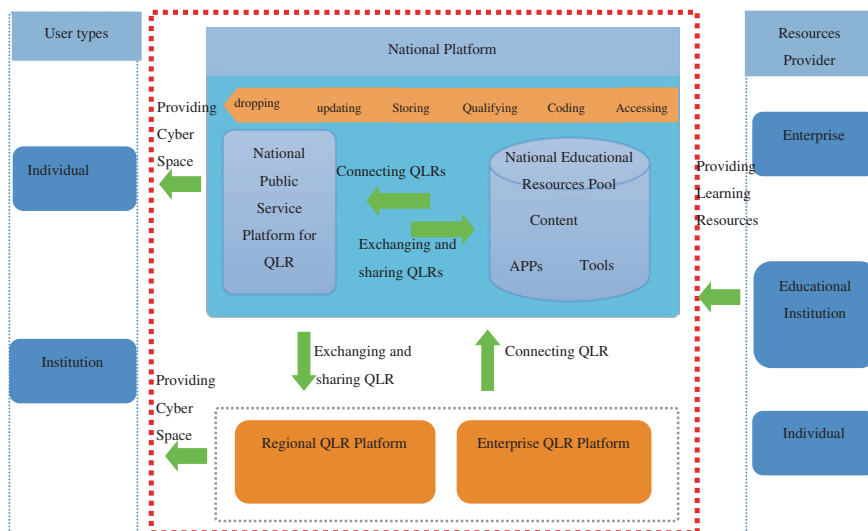 User types
National Platform
Resources
Provider
dropping
updating
Storing
Qualifying
Coding
Accessing
Providing
Cyber
Space
Individual
National
Public
Service
Platform for
QLR
Connecting QLRs
Exchanging and
sharing QLRs
National Educational
Resources Pool
Content
APPs
Tools
Providing
Learning
Resources
Enterprise
Educational
Institution
Individual
Institution
Exchanging and
sharing QLR
Connecting QLR
Providing
Cyber
Space
Regional QLR Platform
Enterprise QLR Platform